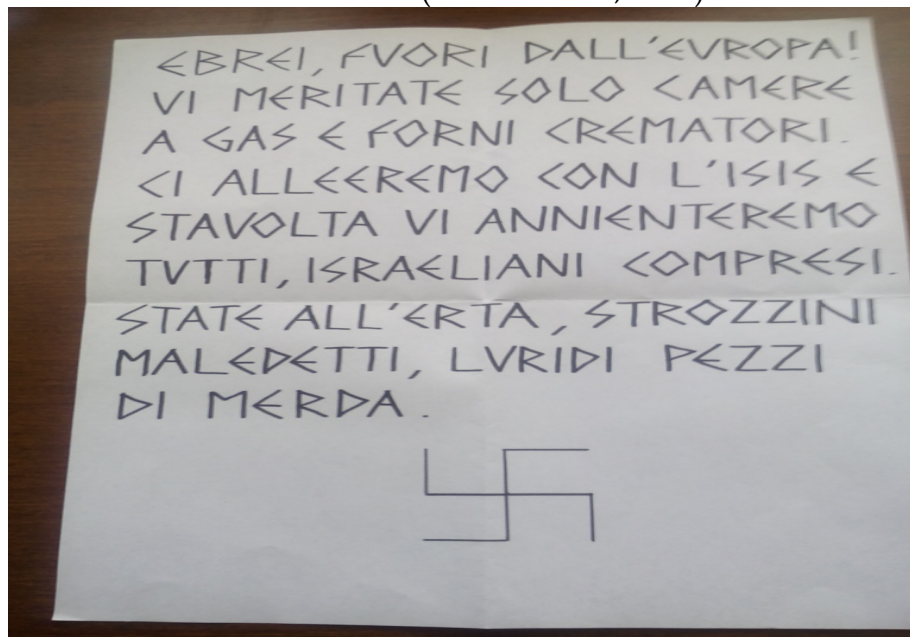 EBREI, FVORI DALL'EVROPA!
VI MERITATE SOLO CAMERE
A GAS E FORNI CREMATORI.
CI ALLEEREMO CON L'ISIS E
STAVOLTA VI ANNIENTEREMO
TVTTI, ISRAELIANI COMPRESI.
STATE ALL'ERTA, STROZZINI
MALEDETTI, LVRIDI PEZZI
DI MERDA.